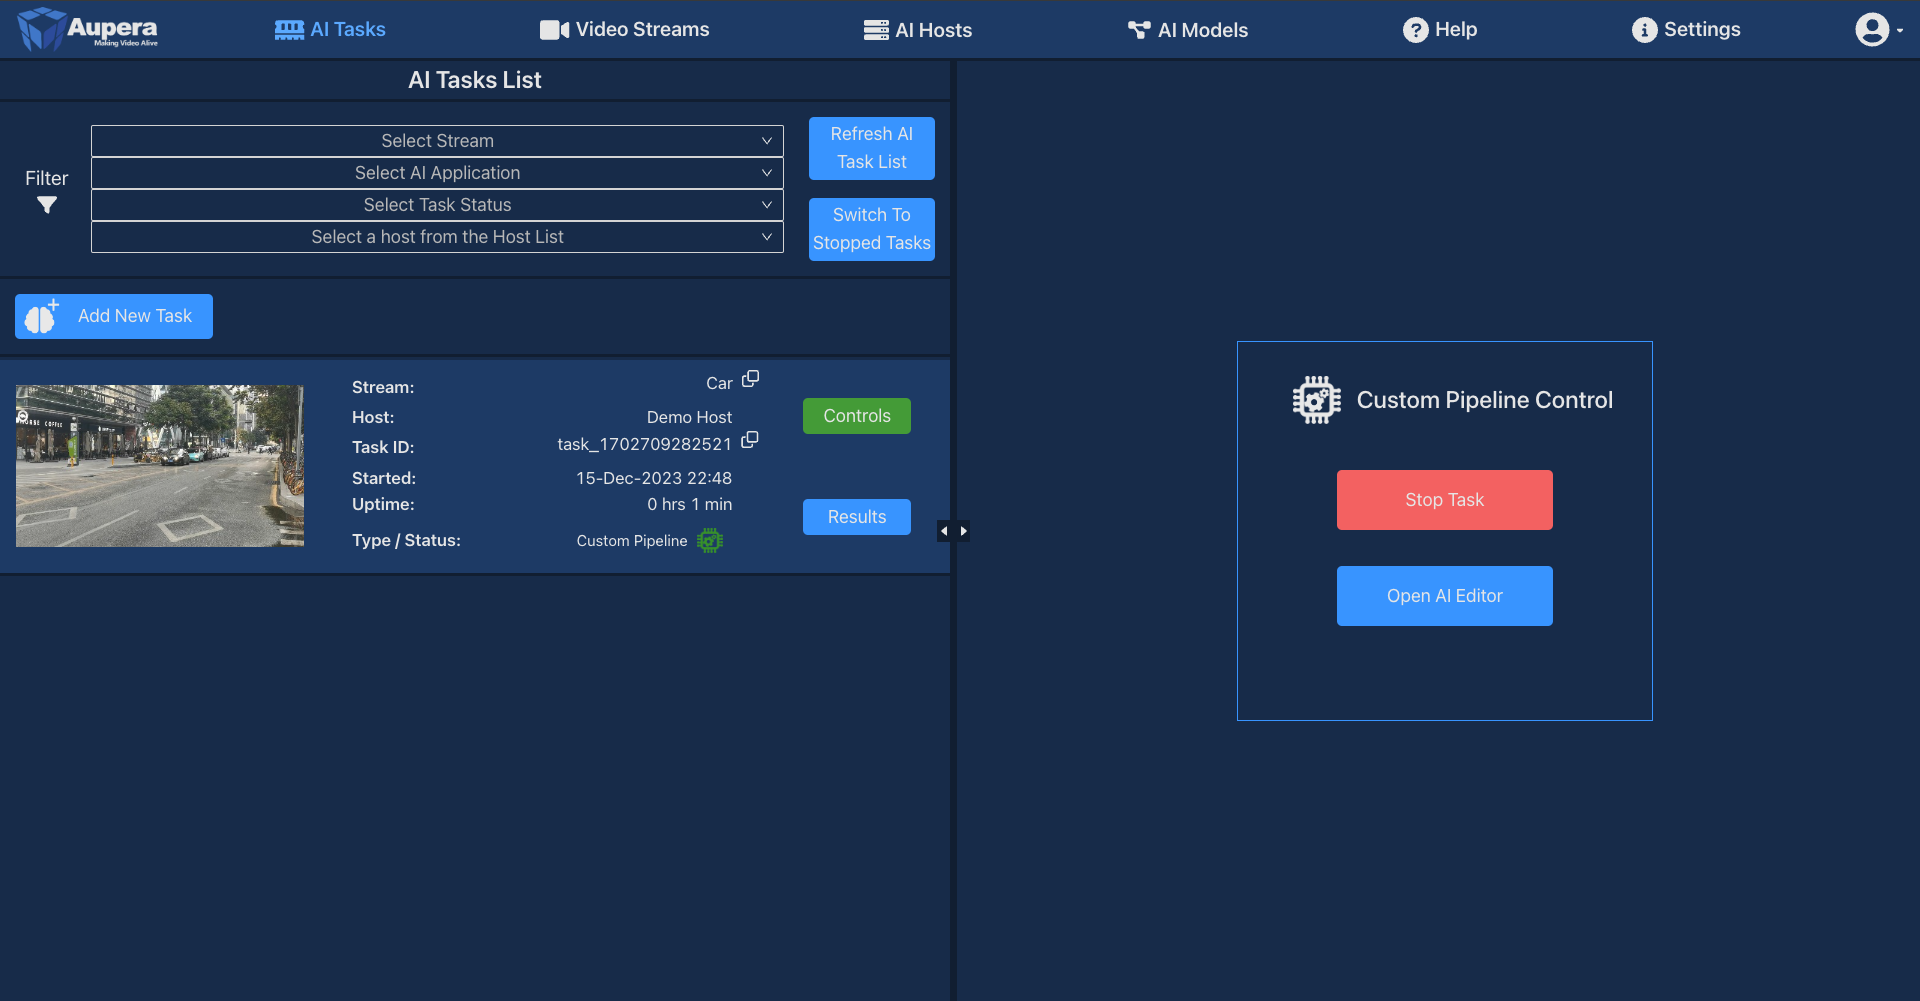 Aupera
Making Video Alive
AI Tasks
Video Streams
AI Hosts
AI Models
Help
Settings
AI Tasks List
Filter
Select Stream
Select AI Application
Select Task Status
Select a host from the Host List
Refresh AI
Task List
Switch To
Stopped Tasks
Add New Task
Stream: Car
Host: Demo Host
Task ID: task_1702709282521
Started: 15-Dec-2023 22:48
Uptime: 0 hrs 1 min
Type / Status: Custom Pipeline
Controls
Results
Custom Pipeline Control
Stop Task
Open AI Editor